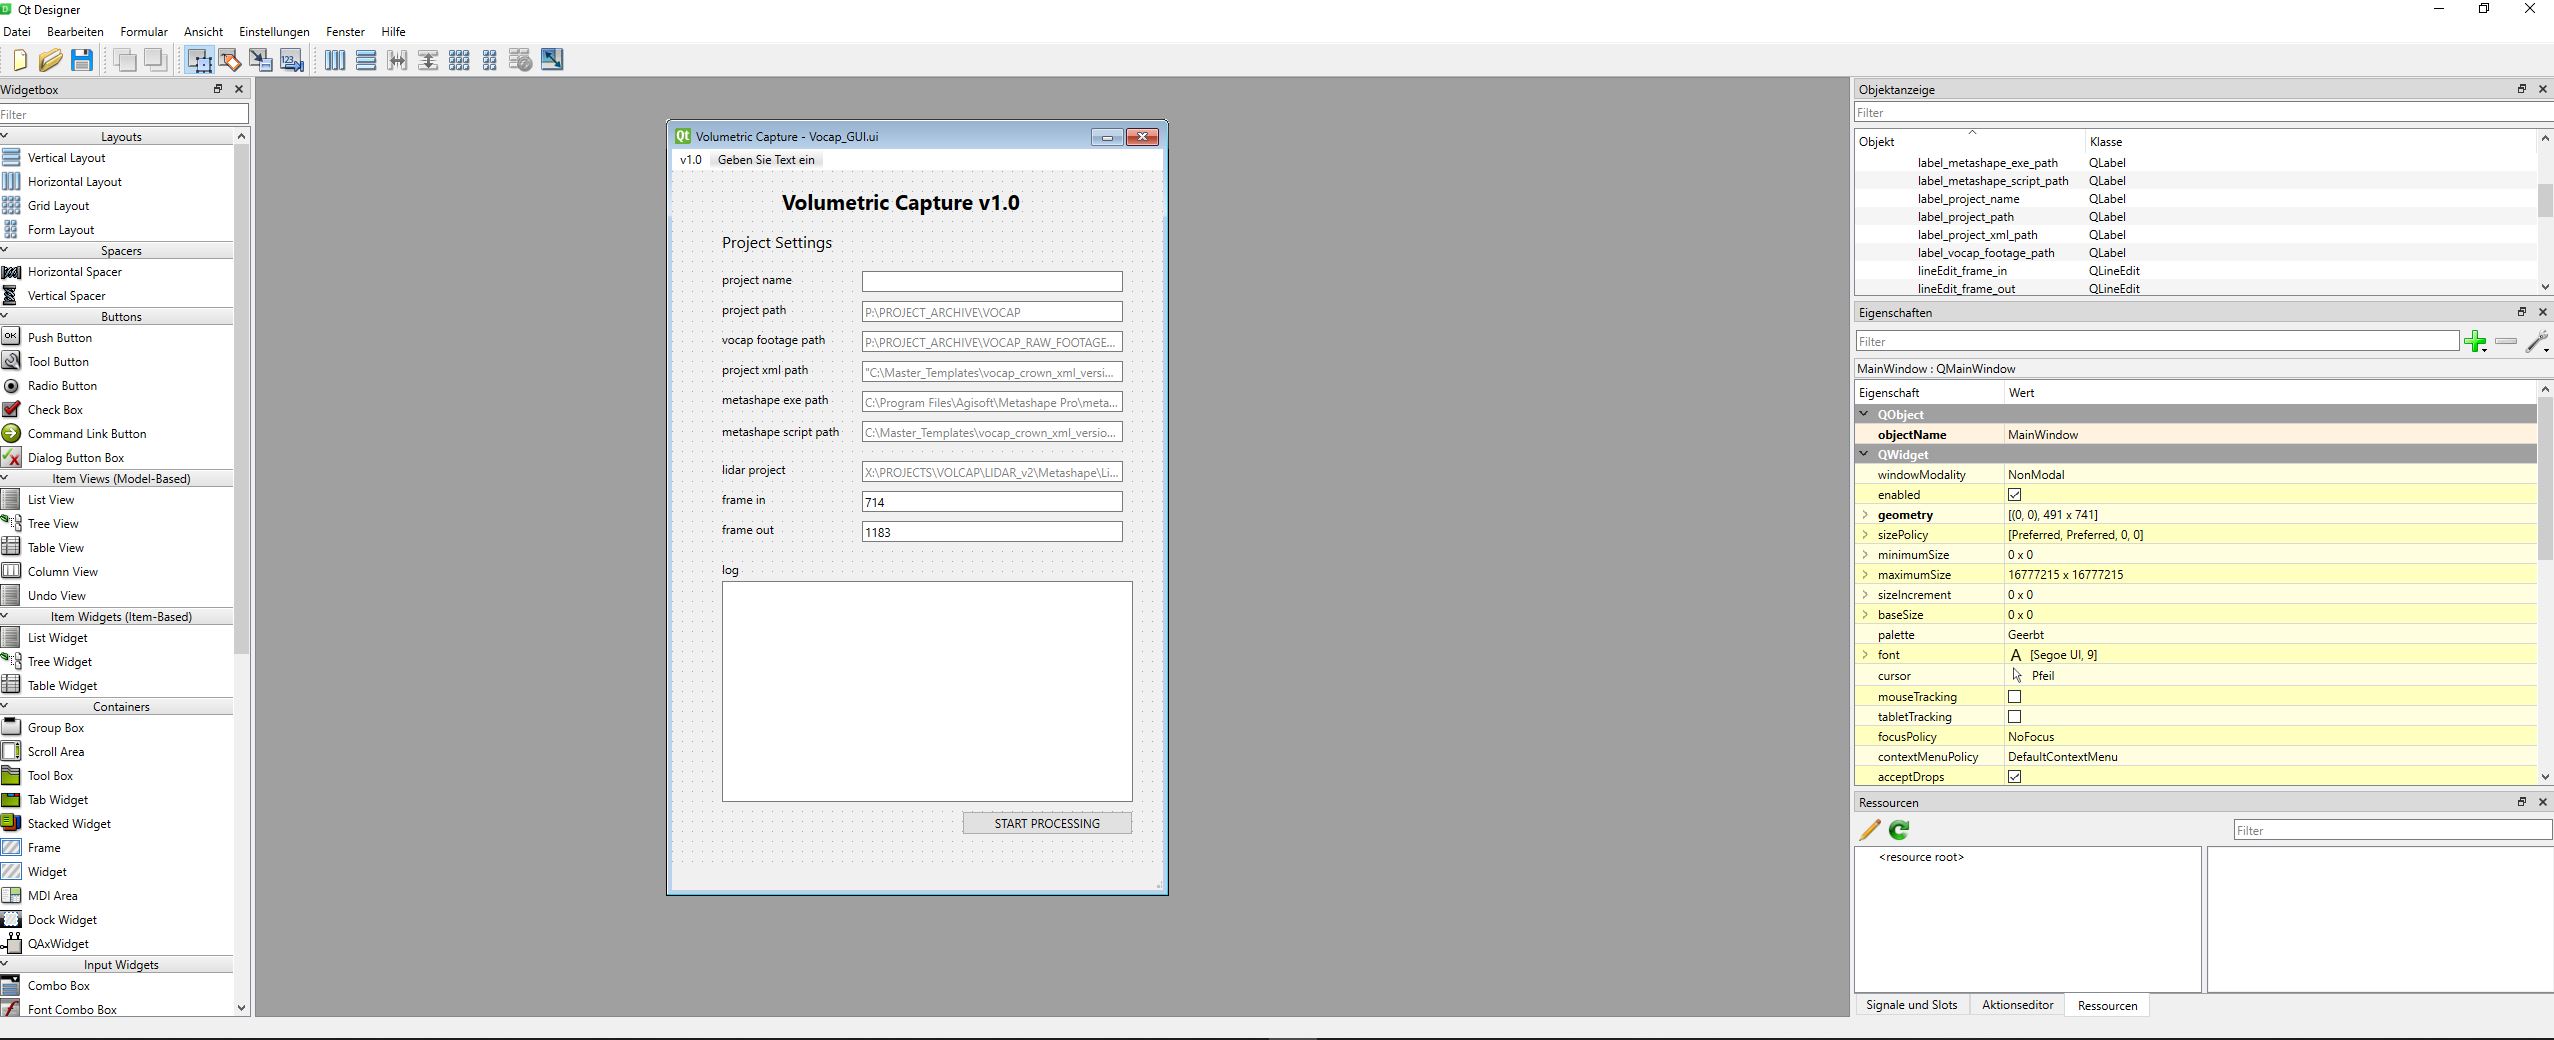 Qt Designer
Datei Bearbeiten Formular Ansicht Einstellungen Fenster Hilfe
Widgetbox
Filter
Layouts
Vertical Layout
Horizontal Layout
Grid Layout
Form Layout
Spacers
Horizontal Spacer
Vertical Spacer
Buttons
Push Button
Tool Button
Radio Button
Check Box
Command Link Button
Dialog Button Box
Item Views (Model-Based)
List View
Tree View
Table View
Column View
Undo View
Item Widgets (Item-Based)
List Widget
Tree Widget
Table Widget
Containers
Group Box
Scroll Area
Tool Box
Tab Widget
Stacked Widget
Frame
Widget
MDI Area
Dock Widget
QAxWidget
Input Widgets
Combo Box
Font Combo Box
Volumetric Capture - Vocap_GUI.ui
v1.0 Geben Sie Text ein
Volumetric Capture v1.0
Project Settings
project name
project path P:\PROJECT_ARCHIVE\VOCAP
vocap footage path P:\PROJECT_ARCHIVE\VOCAP_RAW_FOOTAGE...
project xml path "C:\Master_Templates\vocap_crown_xml_versi...
metashape exe path C:\Program Files\Agisoft\Metashape Pro\meta...
metashape script path C:\Master_Templates\vocap_crown_xml_versio...
lidar project X:\PROJECTS\VOLCAP\LIDAR_v2\Metashape\Li...
frame in 714
frame out 1183
log
START PROCESSING
Objektanzeige
Filter
Objekt Klasse
label_metashape_exe_path QLabel
label_metashape_script_path QLabel
label_project_name QLabel
label_project_path QLabel
label_project_xml_path QLabel
label_vocap_footage_path QLabel
lineEdit_frame_in QLineEdit
lineEdit_frame_out QLineEdit
Eigenschaften
Filter
MainWindow : QMainWindow
Eigenschaft Wert
QObject
objectName MainWindow
QWidget
windowModality NonModal
enabled
geometry [(0, 0), 491 x 741]
sizePolicy [Preferred, Preferred, 0, 0]
minimumSize 0 x 0
maximumSize 16777215 x 16777215
sizeIncrement 0 x 0
baseSize 0 x 0
palette Geerbt
font A [Segoe UI, 9]
cursor Pfeil
mouseTracking
tabletTracking
focusPolicy NoFocus
contextMenuPolicy DefaultContextMenu
acceptDrops
Ressourcen
Filter
<resource root>
Signale und Slots Aktionseditor Ressourcen